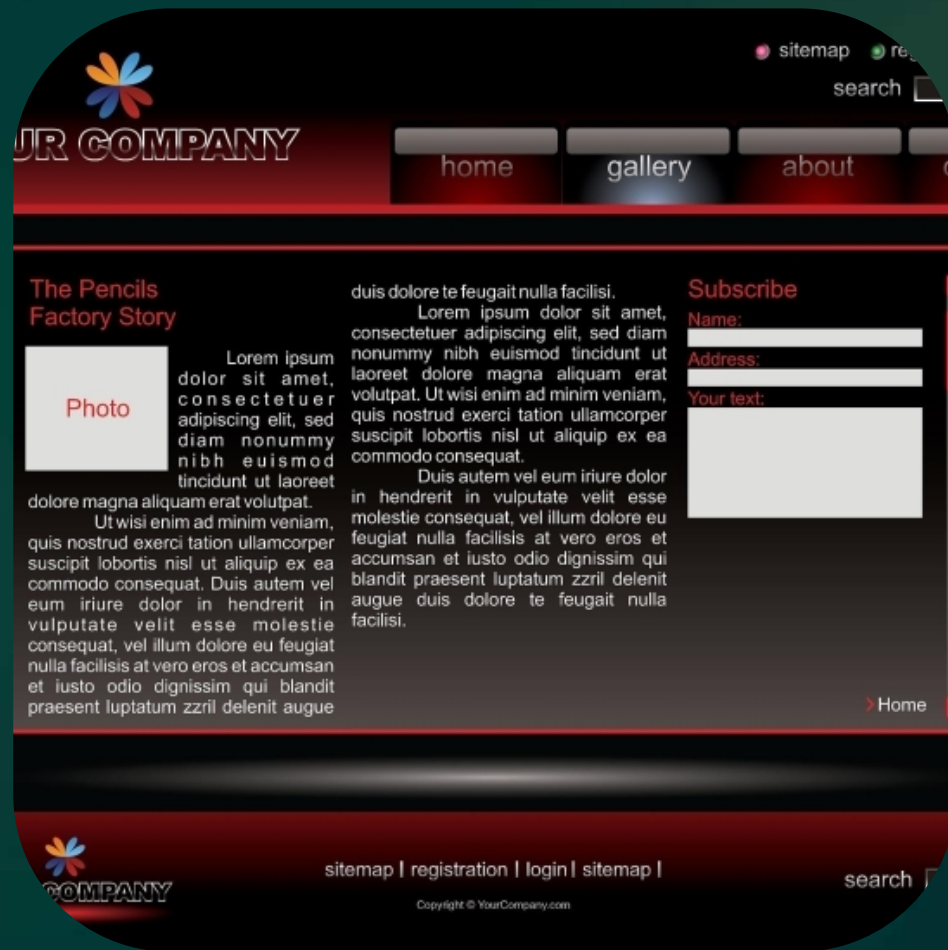 sitemap
search
UR COMPANY
home gallery about
The Pencils
Factory Story
Photo
Lorem ipsum
dolor sit amet,
consectetuer
adipiscing elit, sed
diam nonummy
nibh euismod
tincidunt ut laoreet
dolore magna aliquam erat volutpat.
Ut wisi enim ad minim veniam,
quis nostrud exerci tation ullamcorper
suscipit lobortis nisl ut aliquip ex ea
commodo consequat. Duis autem vel
eum iriure dolor in hendrerit in
vulputate velit esse molestie
consequat, vel illum dolore eu feugiat
nulla facilisis at vero eros et accumsan
et iusto odio dignissim qui blandit
praesent luptatum zzril delenit augue
duis dolore te feugait nulla facilisi.
Lorem ipsum dolor sit amet,
consectetuer adipiscing elit, sed diam
nonummy nibh euismod tincidunt ut
laoreet dolore magna aliquam erat
volutpat. Ut wisi enim ad minim veniam,
quis nostrud exerci tation ullamcorper
suscipit lobortis nisl ut aliquip ex ea
commodo consequat.
Duis autem vel eum iriure dolor
in hendrerit in vulputate velit esse
molestie consequat, vel illum dolore eu
feugiat nulla facilisis at vero eros et
accumsan et iusto odio dignissim qui
blandit praesent luptatum zzril delenit
augue duis dolore te feugait nulla
facilisi.
Subscribe
Name:
Address:
Your text:
>Home
COMPANY
sitemap | registration | login | sitemap |
search
Copyright © YourCompany.com